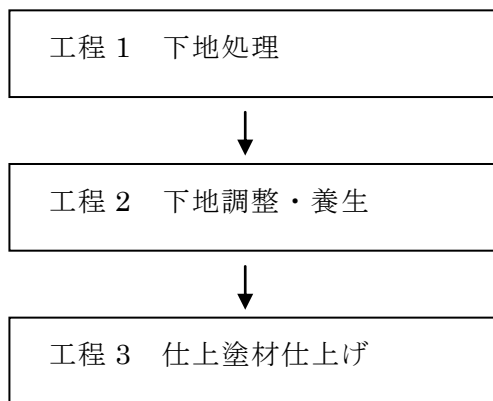 工程 1　下地処理
工程 2　下地調整・養生
工程 3　仕上塗材仕上げ